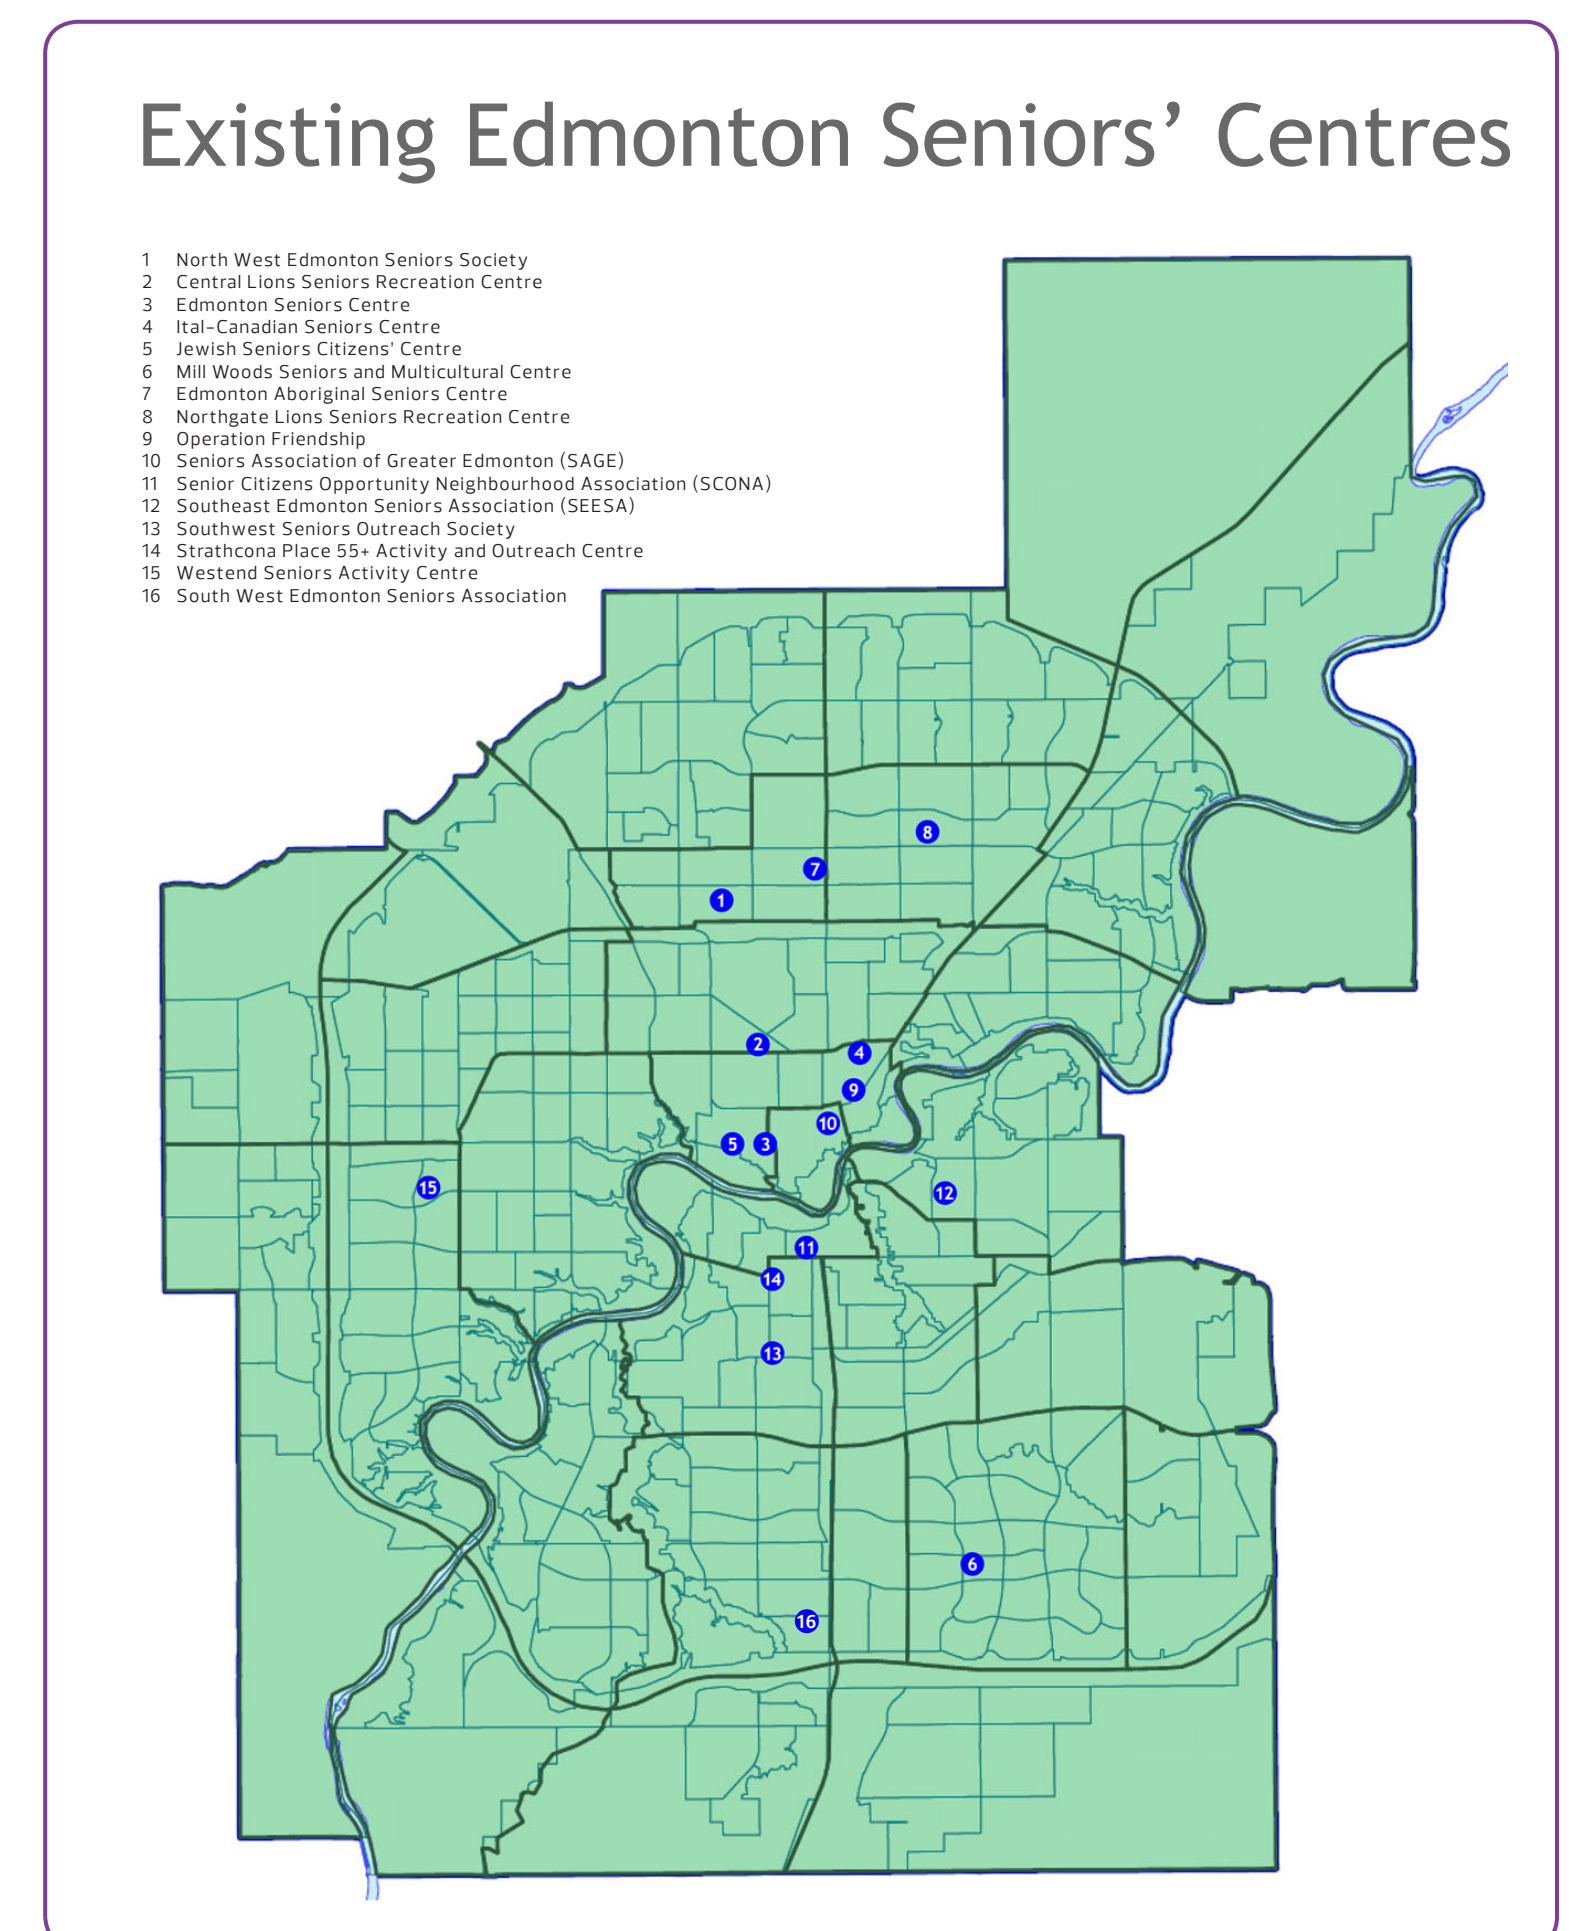 Existing Edmonton Seniors’ Centres
1 North West Edmonton Seniors Society
2 Central Lions Seniors Recreation Centre
3 Edmonton Seniors Centre
4 Ital-Canadian Seniors Centre
5 Jewish Seniors Citizens' Centre
6 Mill Woods Seniors and Multicultural Centre
7 Edmonton Aboriginal Seniors Centre
8 Northgate Lions Seniors Recreation Centre
9 Operation Friendship
10 Seniors Association of Greater Edmonton (SAGE)
11 Senior Citizens Opportunity Neighbourhood Association (SCONA)
12 Southeast Edmonton Seniors Association (SEESA)
13 Southwest Seniors Outreach Society
14 Strathcona Place 55+ Activity and Outreach Centre
15 Westend Seniors Activity Centre
16 South West Edmonton Seniors Association
8
7
1
2
4
9
10
5 3
15
12
11
14
13
6
16